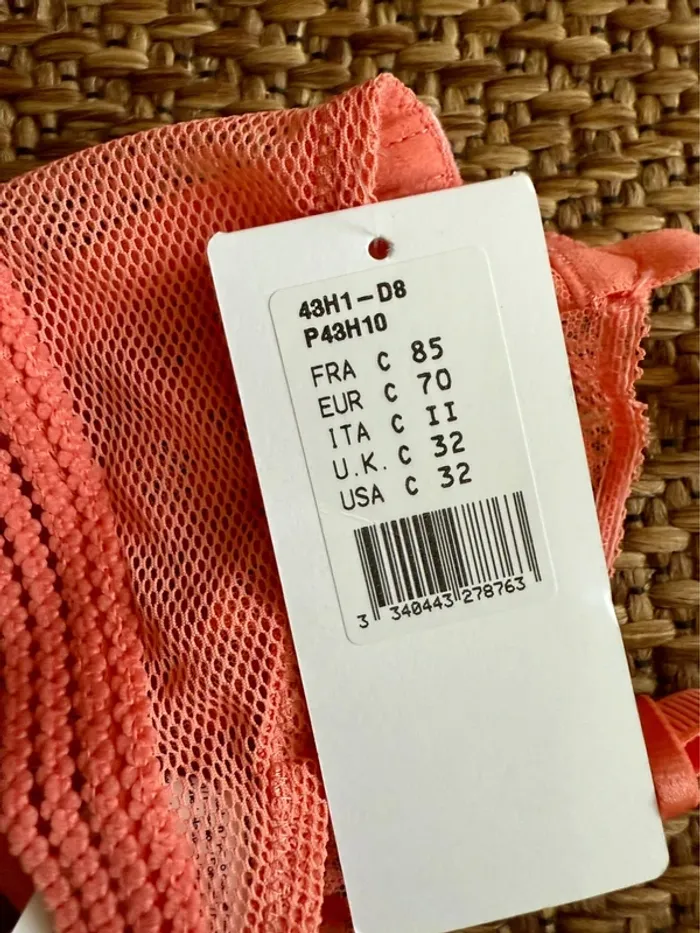 43H1-D8
P43H10
FRA C 85
EUR C 70
ITA C II
U.K. C 32
USA C 32
3 340443 278763